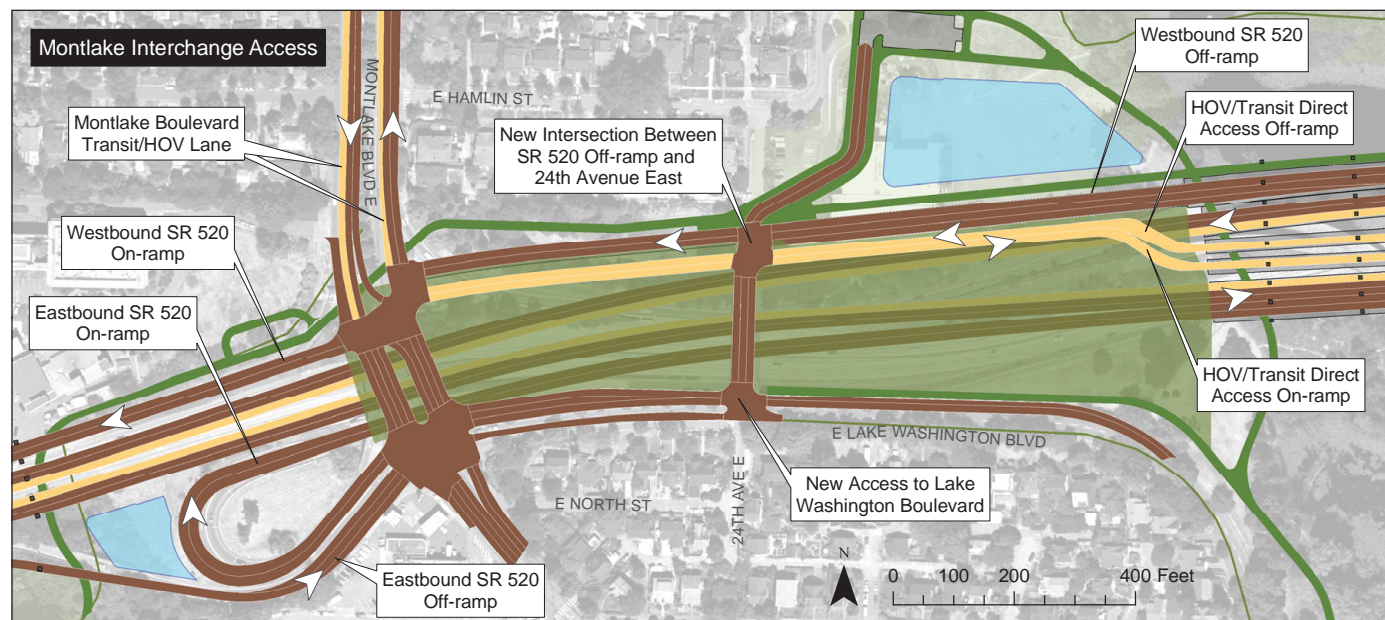 Montlake Interchange Access
Westbound SR 520
Off-ramp
MONTLAKE BLVD E
E HAMLIN ST
HOV/Transit Direct
Access Off-ramp
Montlake Boulevard
Transit/HOV Lane
New Intersection Between
SR 520 Off-ramp and
24th Avenue East
Westbound SR 520
On-ramp
Eastbound SR 520
On-ramp
HOV/Transit Direct
Access On-ramp
E LAKE WASHINGTON BLVD
E NORTH ST
24TH AVE E
New Access to Lake
Washington Boulevard
Eastbound SR 520
Off-ramp
N
0 100 200 400 Feet